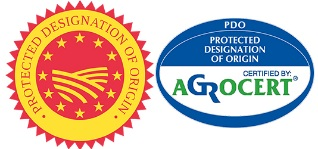 · PROTECTED DESIGNATION OF ORIGIN ·
PDO
PROTECTED
DESIGNATION
OF ORIGIN
CERTIFIED BY:
AGROCERT®